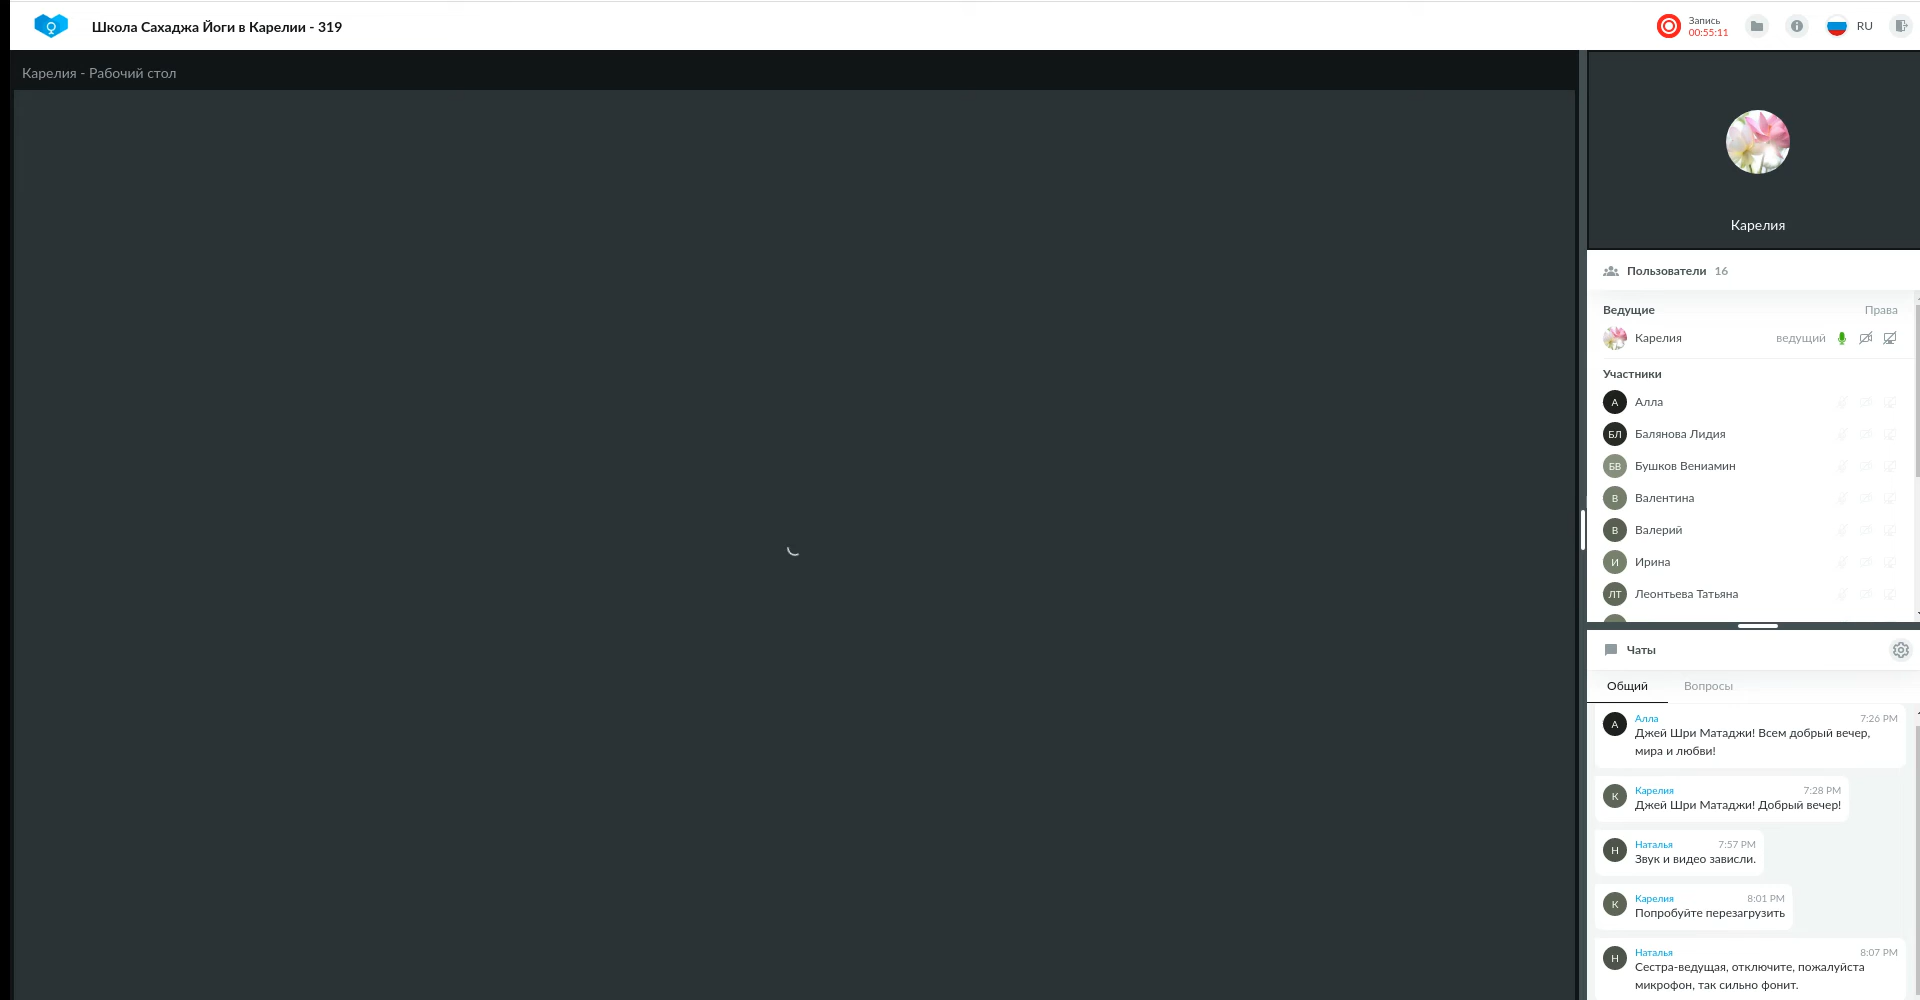 Школа Сахаджа Йоги в Карелии - 319
Запись
00:55:11
RU
Карелия - Рабочий стол
Карелия
Пользователи 16
Ведущие Права
Карелия ведущий
Участники
А Алла
БЛ Балянова Лидия
БВ Бушков Вениамин
В Валентина
В Валерий
И Ирина
ЛТ Леонтьева Татьяна
Чаты
Общий Вопросы
А Алла 7:26 PM
Джей Шри Матаджи! Всем добрый вечер,
мира и любви!
К Карелия 7:28 PM
Джей Шри Матаджи! Добрый вечер!
Н Наталья 7:57 PM
Звук и видео зависли.
К Карелия 8:01 PM
Попробуйте перезагрузить
Н Наталья 8:07 PM
Сестра-ведущая, отключите, пожалуйста
микрофон, так сильно фонит.